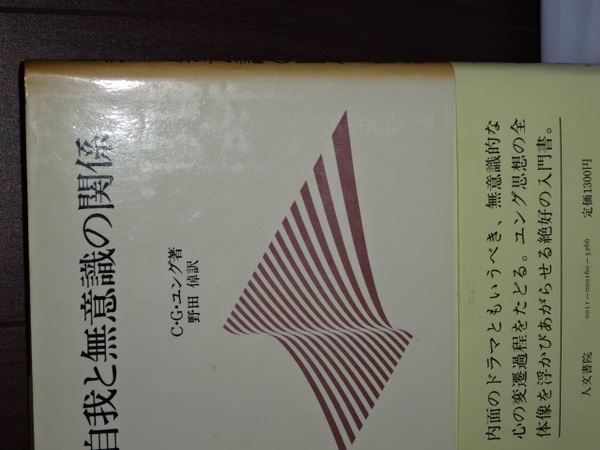 自我と無意識の関係
C・G・ユング著
野田 倬訳
内面のドラマともいうべき、無意識的な
心の変遷過程をたどる。ユング思想の全
体像を浮かびあがらせる絶好の入門書。
人文書院
0011-000160-3266
定価1300円